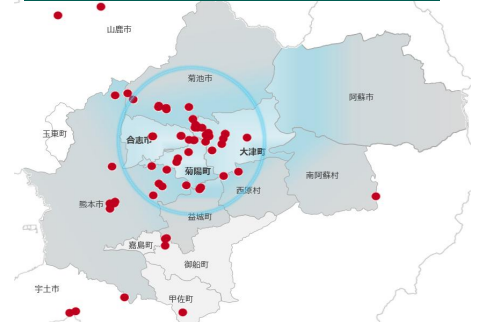 山鹿市
菊池市
阿蘇市
玉東町
合志市
大津町
菊陽町
南阿蘇村
西原村
熊本市
益城町
嘉島町
御船町
宇土市
甲佐町